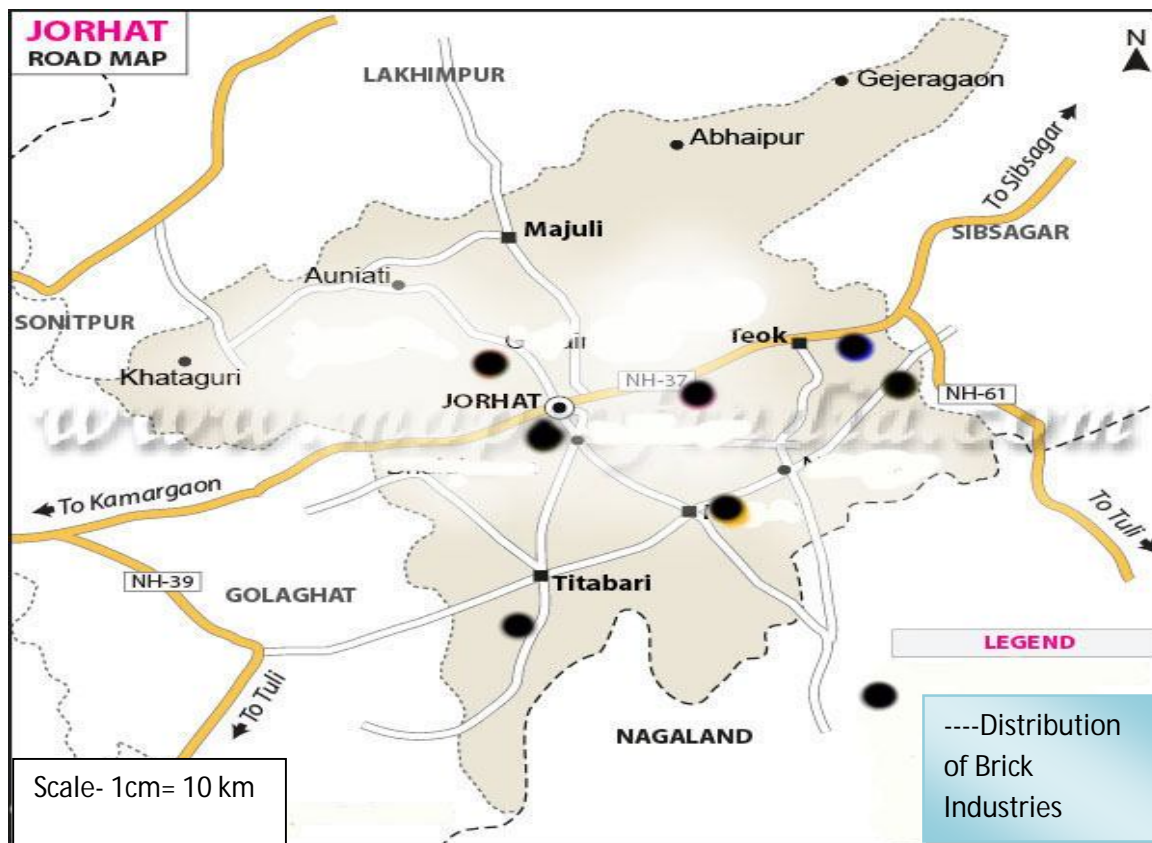 JORHAT
ROAD MAP
N
LAKHIMPUR
Gejeragaon
Abhaipur
To Sibsagar
Majuli
SIBSAGAR
Auniati
SONITPUR
Teok
Khataguri
NH-37
JORHAT
NH-61
To Kamargaon
To Tuli
NH-39
Titabari
GOLAGHAT
LEGEND
To Tuli
NAGALAND
----Distribution
of Brick
Industries
Scale- 1cm= 10 km